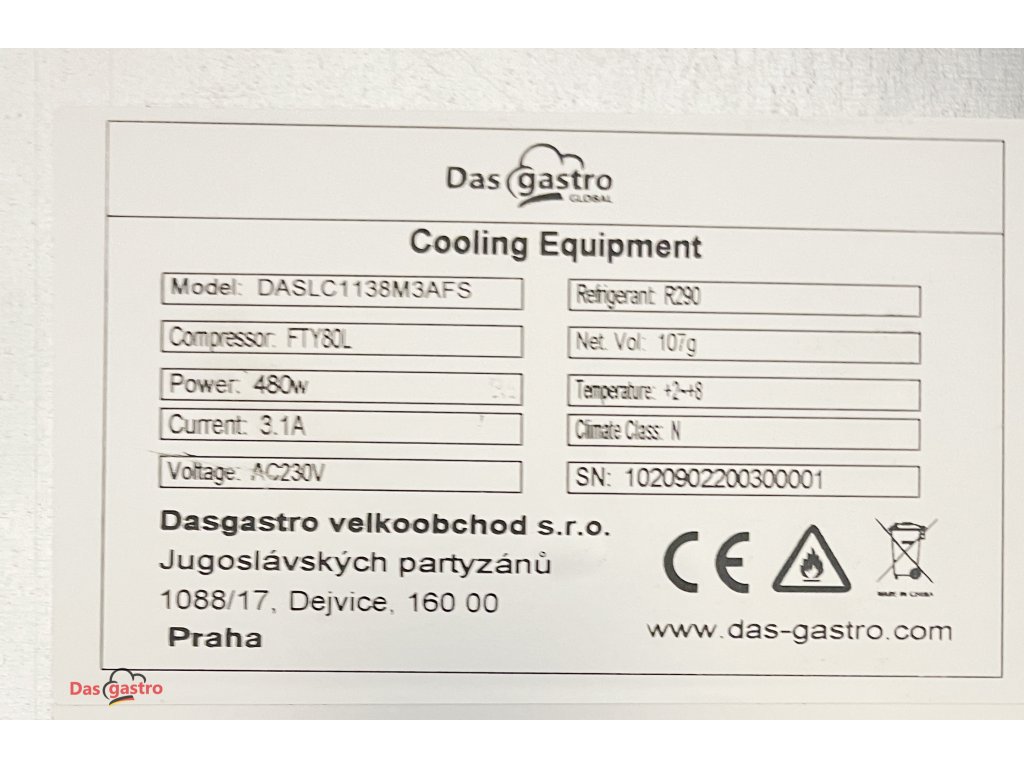 Das gastro
GLOBAL
Cooling Equipment
Model: DASLC1138M3AFS
Refrigerant: R290
Compressor: FTY80L
Net. Vol: 107g
Power: 480w
Temperature: +2~+8
Current: 3.1A
Climate Class: N
Voltage: AC230V
SN: 1020902200300001
Dasgastro velkoobchod s.r.o.
Jugoslávských partyzánů
1088/17, Dejvice, 160 00
Praha
CE
MADE IN CHINA
www.das-gastro.com
Das gastro